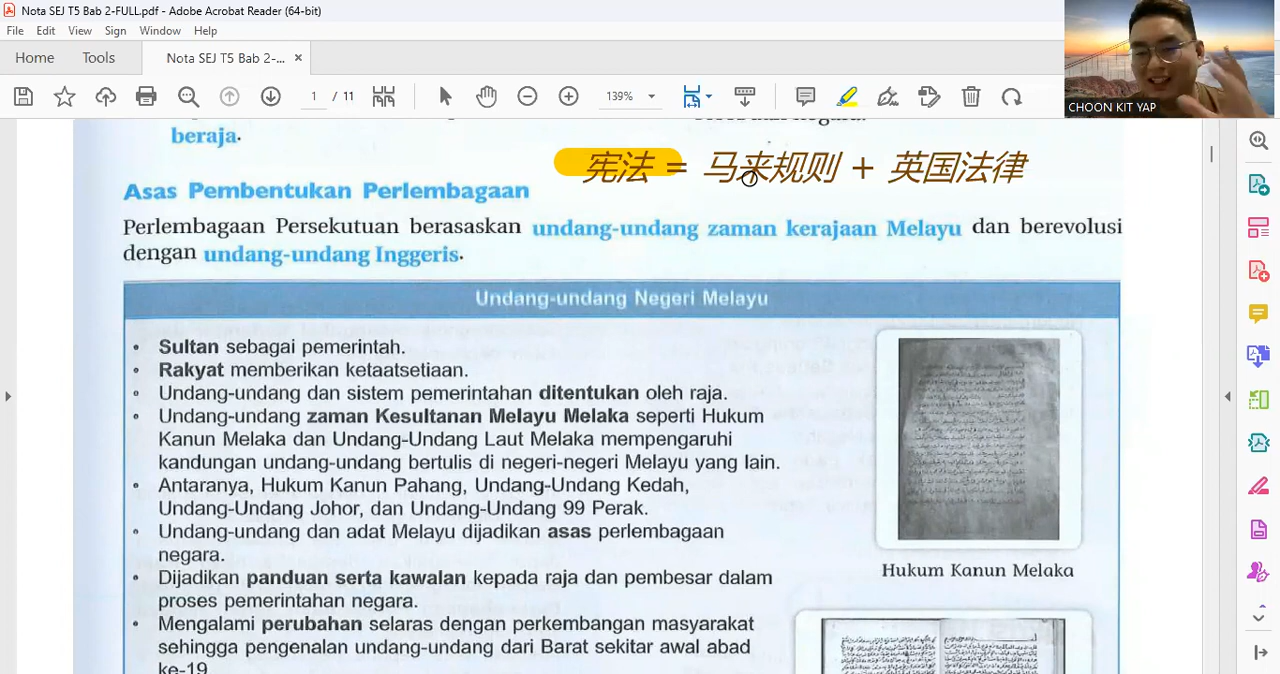 Nota SEJ T5 Bab 2-FULL.pdf - Adobe Acrobat Reader (64-bit)
File Edit View Sign Window Help
Home Tools Nota SEJ T5 Bab 2-... ×
1 / 11 139%
CHOON KIT YAP
beraja.
宪法 = 马来规则 + 英国法律
Asas Pembentukan Perlembagaan
Perlembagaan Persekutuan berasaskan undang-undang zaman kerajaan Melayu dan berevolusi
dengan undang-undang Inggeris.
Undang-undang Negeri Melayu
• Sultan sebagai pemerintah.
• Rakyat memberikan ketaatsetiaan.
• Undang-undang dan sistem pemerintahan ditentukan oleh raja.
• Undang-undang zaman Kesultanan Melayu Melaka seperti Hukum
Kanun Melaka dan Undang-Undang Laut Melaka mempengaruhi
kandungan undang-undang bertulis di negeri-negeri Melayu yang lain.
• Antaranya, Hukum Kanun Pahang, Undang-Undang Kedah,
Undang-Undang Johor, dan Undang-Undang 99 Perak.
• Undang-undang dan adat Melayu dijadikan asas perlembagaan
negara.
• Dijadikan panduan serta kawalan kepada raja dan pembesar dalam
proses pemerintahan negara.
• Mengalami perubahan selaras dengan perkembangan masyarakat
sehingga pengenalan undang-undang dari Barat sekitar awal abad
ke-19
Hukum Kanun Melaka